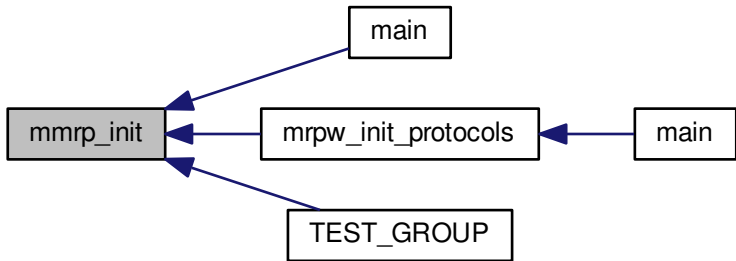 main
mmrp_init
mrpw_init_protocols
main
TEST_GROUP